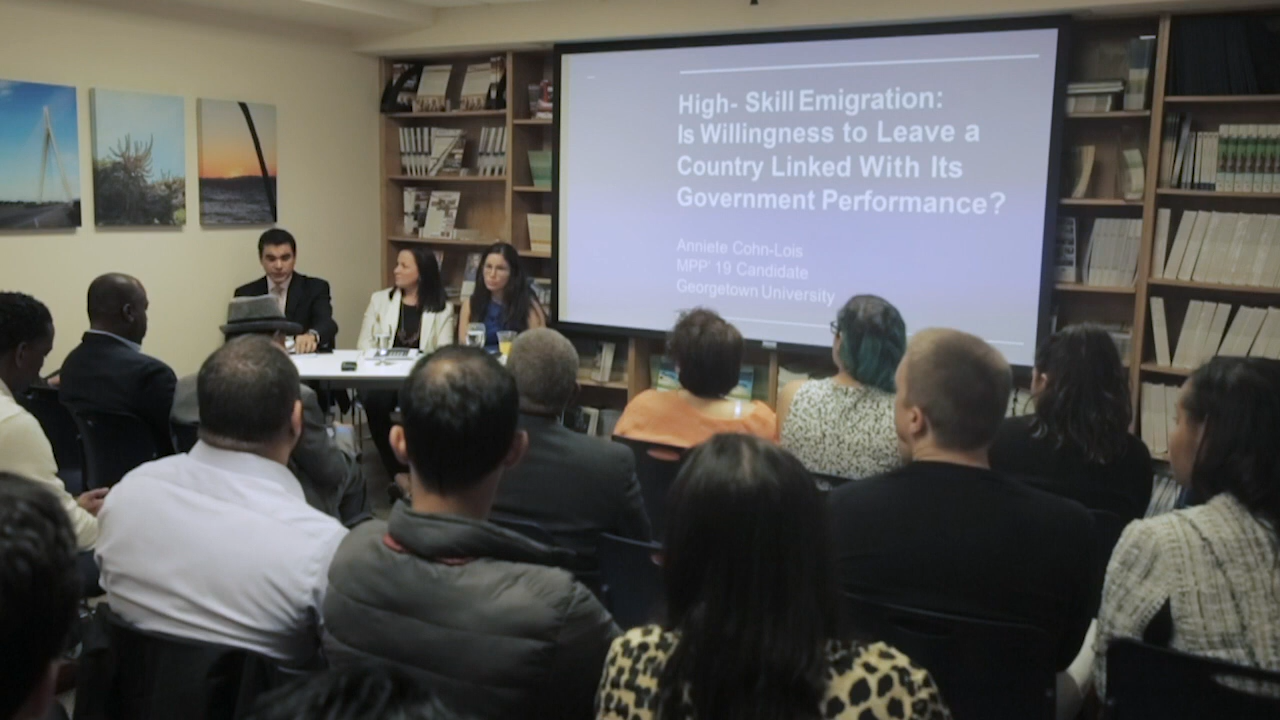 High- Skill Emigration:
Is Willingness to Leave a
Country Linked With Its
Government Performance?
Anniete Cohn-Lois
MPP' 19 Candidate
Georgetown University